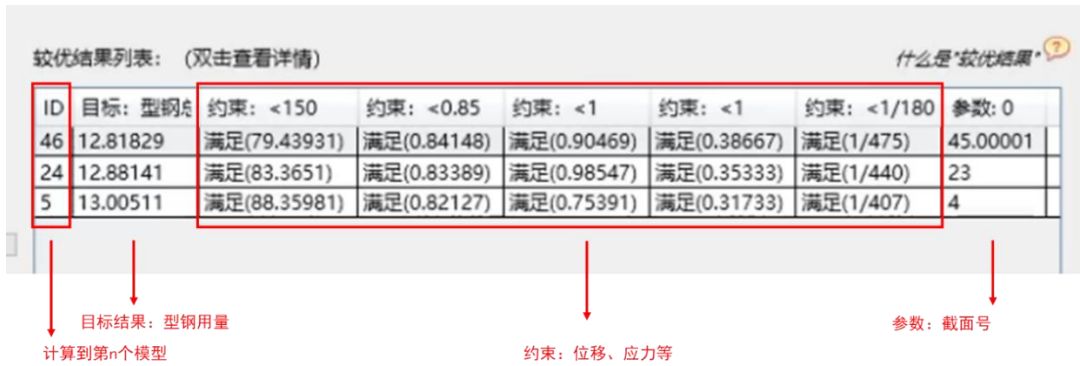 较优结果列表： (双击查看详情) 什么是"较优结果" ?
ID 目标：型钢总 约束：<150 约束：<0.85 约束：<1 约束：<1 约束：<1/180 参数: 0
46 12.81829 满足(79.43931) 满足(0.84148) 满足(0.90469) 满足(0.38667) 满足(1/475) 45.00001
24 12.88141 满足(83.3651) 满足(0.83389) 满足(0.98547) 满足(0.35333) 满足(1/440) 23
5 13.00511 满足(88.35981) 满足(0.82127) 满足(0.75391) 满足(0.31733) 满足(1/407) 4
目标结果：型钢用量
参数：截面号
计算到第n个模型
约束：位移、应力等